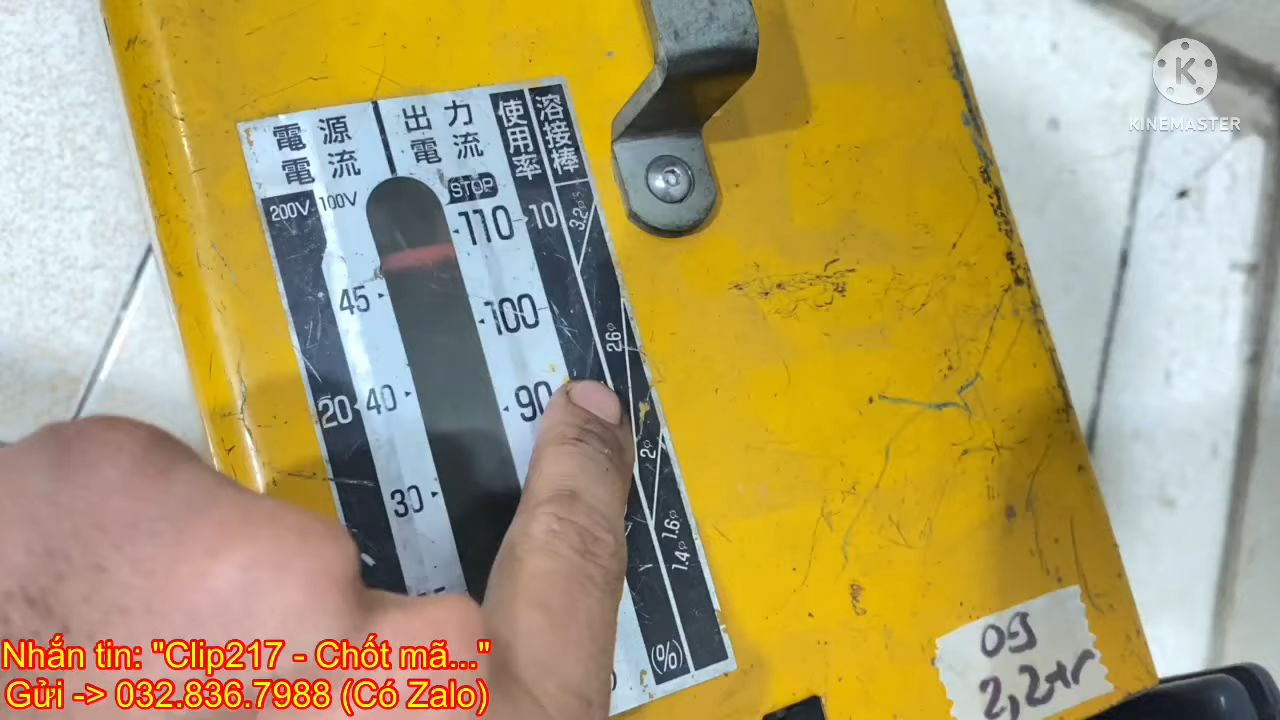 K
KINEMASTER
電源
電流
出力
電流
使用率
溶接棒
200V
100V
STOP
110
10
3.2φ
45
100
2.6φ
20
40
90
2φ
30
1.6φ
1.4φ
(%)
09
2,2tr
Nhắn tin: "Clip217 - Chốt mã..."
Gửi -> 032.836.7988 (Có Zalo)